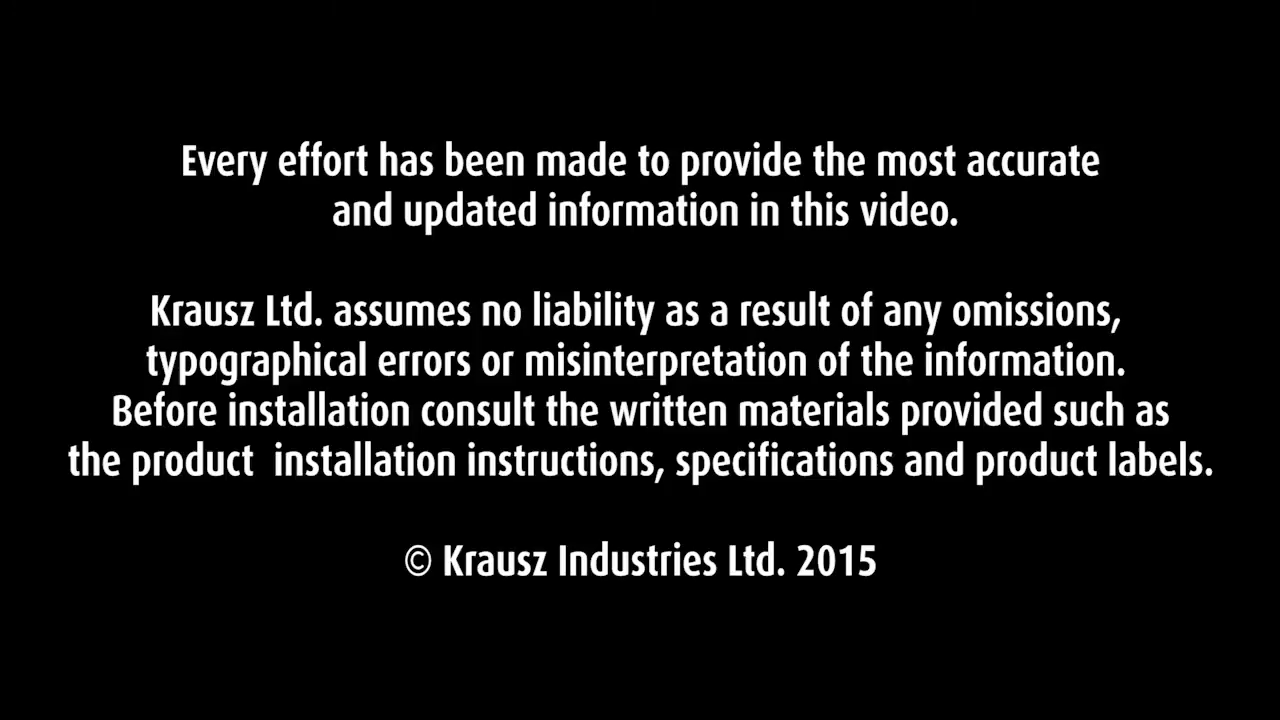 Every effort has been made to provide the most accurate
and updated information in this video.
Krausz Ltd. assumes no liability as a result of any omissions,
typographical errors or misinterpretation of the information.
Before installation consult the written materials provided such as
the product  installation instructions, specifications and product labels.
© Krausz Industries Ltd. 2015